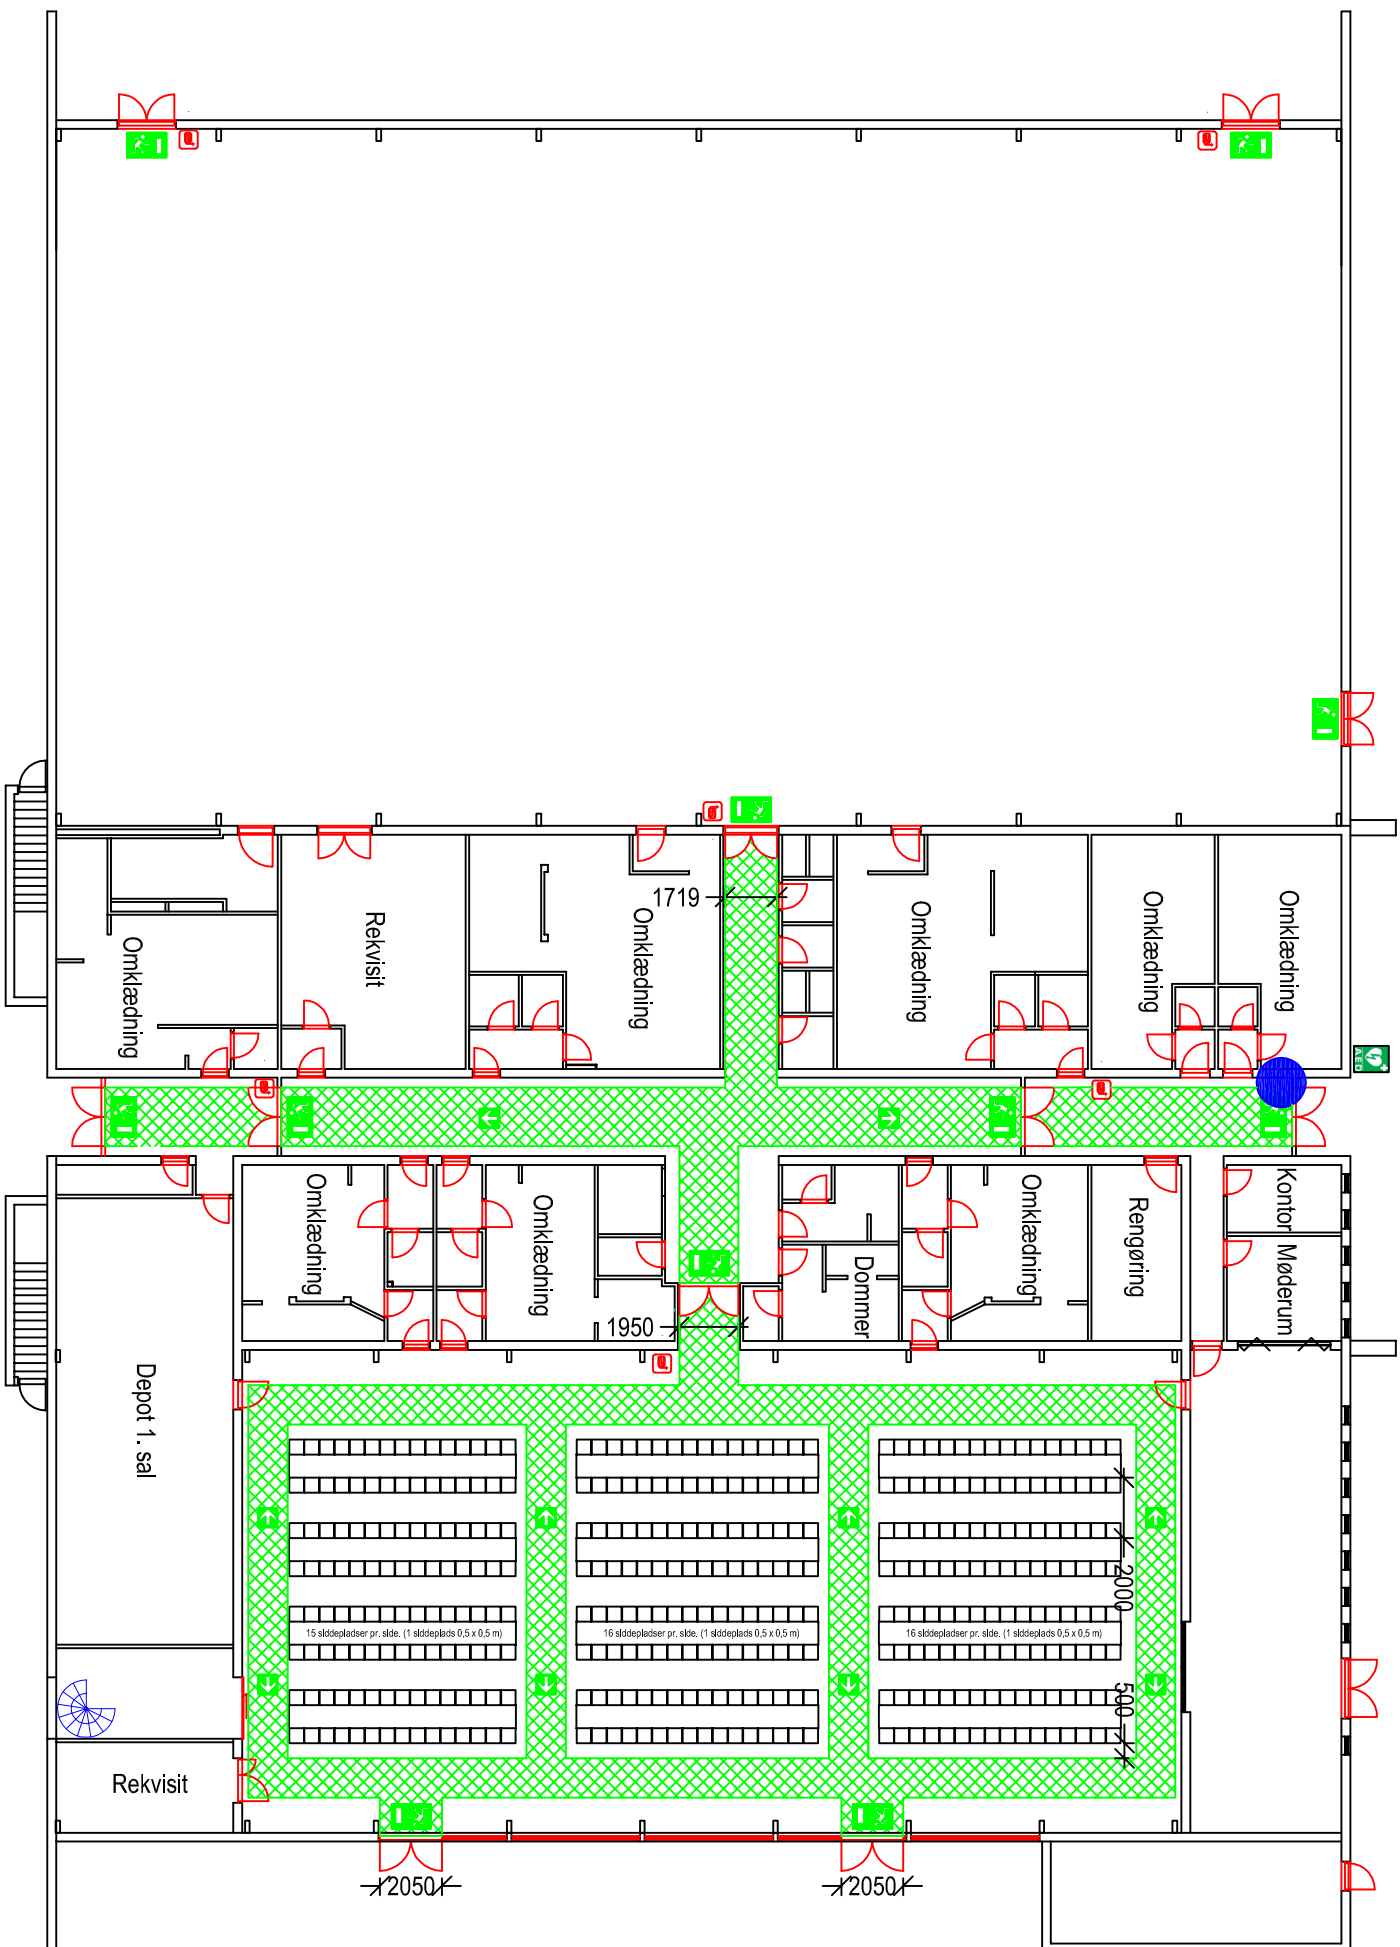 1719
Omklædning
Rekvisit
Omklædning
Omklædning
Omklædning
Omklædning
AED
Omklædning
Omklædning
Dommer
Omklædning
Rengøring
Kontor
Møderum
1950
Depot 1. sal
2000
15 siddepladser pr. side. (1 siddeplads 0,5 x 0,5 m)
16 siddepladser pr. side. (1 siddeplads 0,5 x 0,5 m)
16 siddepladser pr. side. (1 siddeplads 0,5 x 0,5 m)
500
Rekvisit
2050
2050